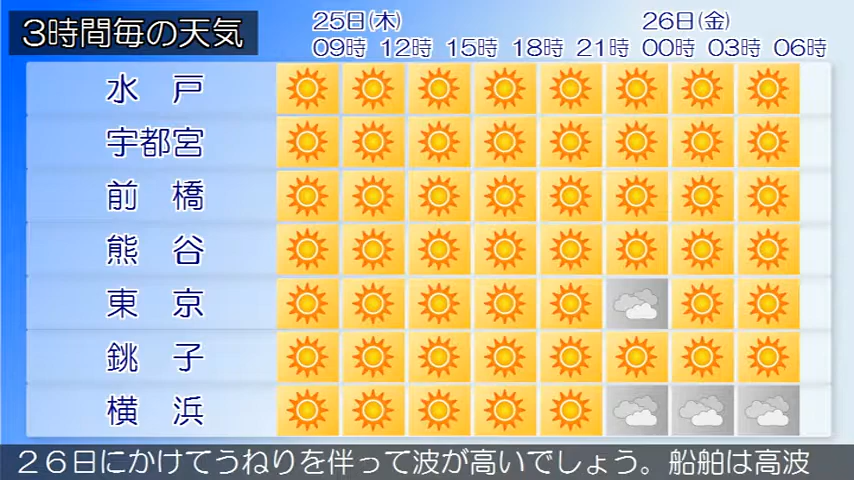 3時間毎の天気
25日(木) 26日(金)
09時 12時 15時 18時 21時 00時 03時 06時
水 戸
宇都宮
前 橋
熊 谷
東 京
銚 子
横 浜
26日にかけてうねりを伴って波が高いでしょう。船舶は高波